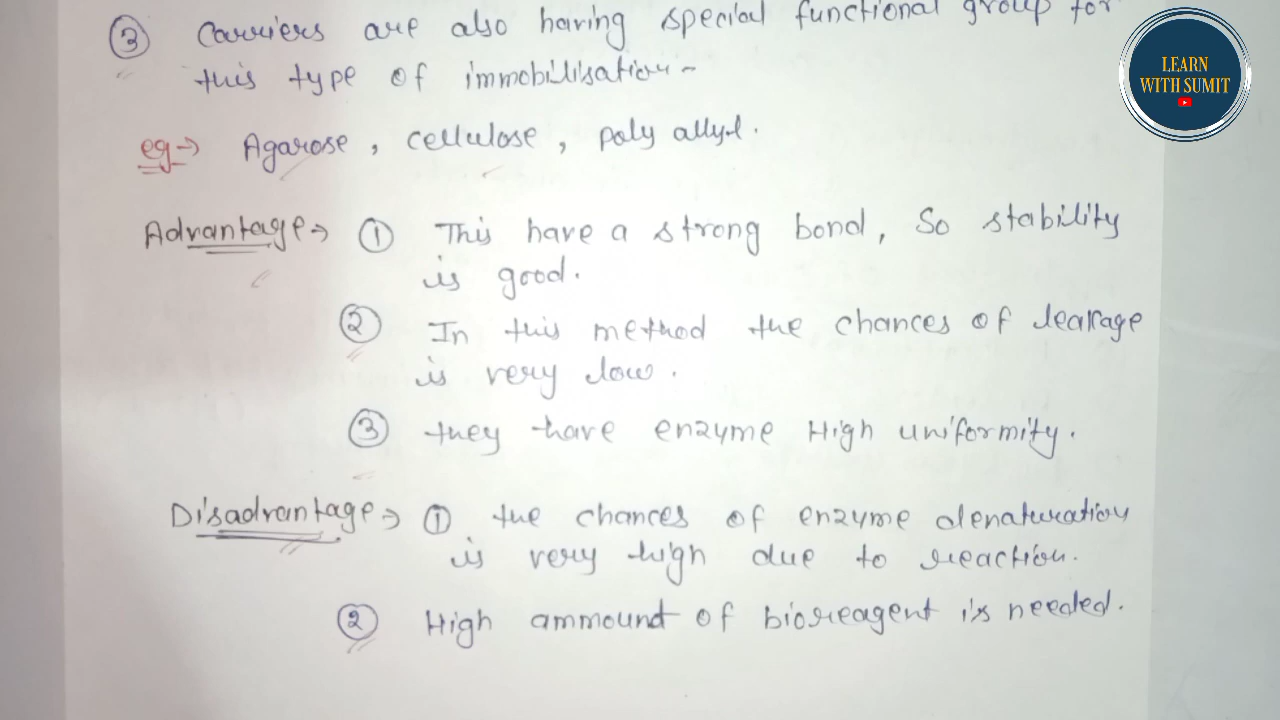 ③ Carriers are also having special functional group for
this type of immobilisation -
eg → Agarose, cellulose, poly allyl.
Advantage → ① This have a strong bond, So stability
is good.
② In this method the chances of leakage
is very low.
③ they have enzyme High uniformity.
Disadvantage → ① the chances of enzyme denaturation
is very high due to reaction.
② High ammount of bioreagent is needed.
LEARN
WITH SUMIT